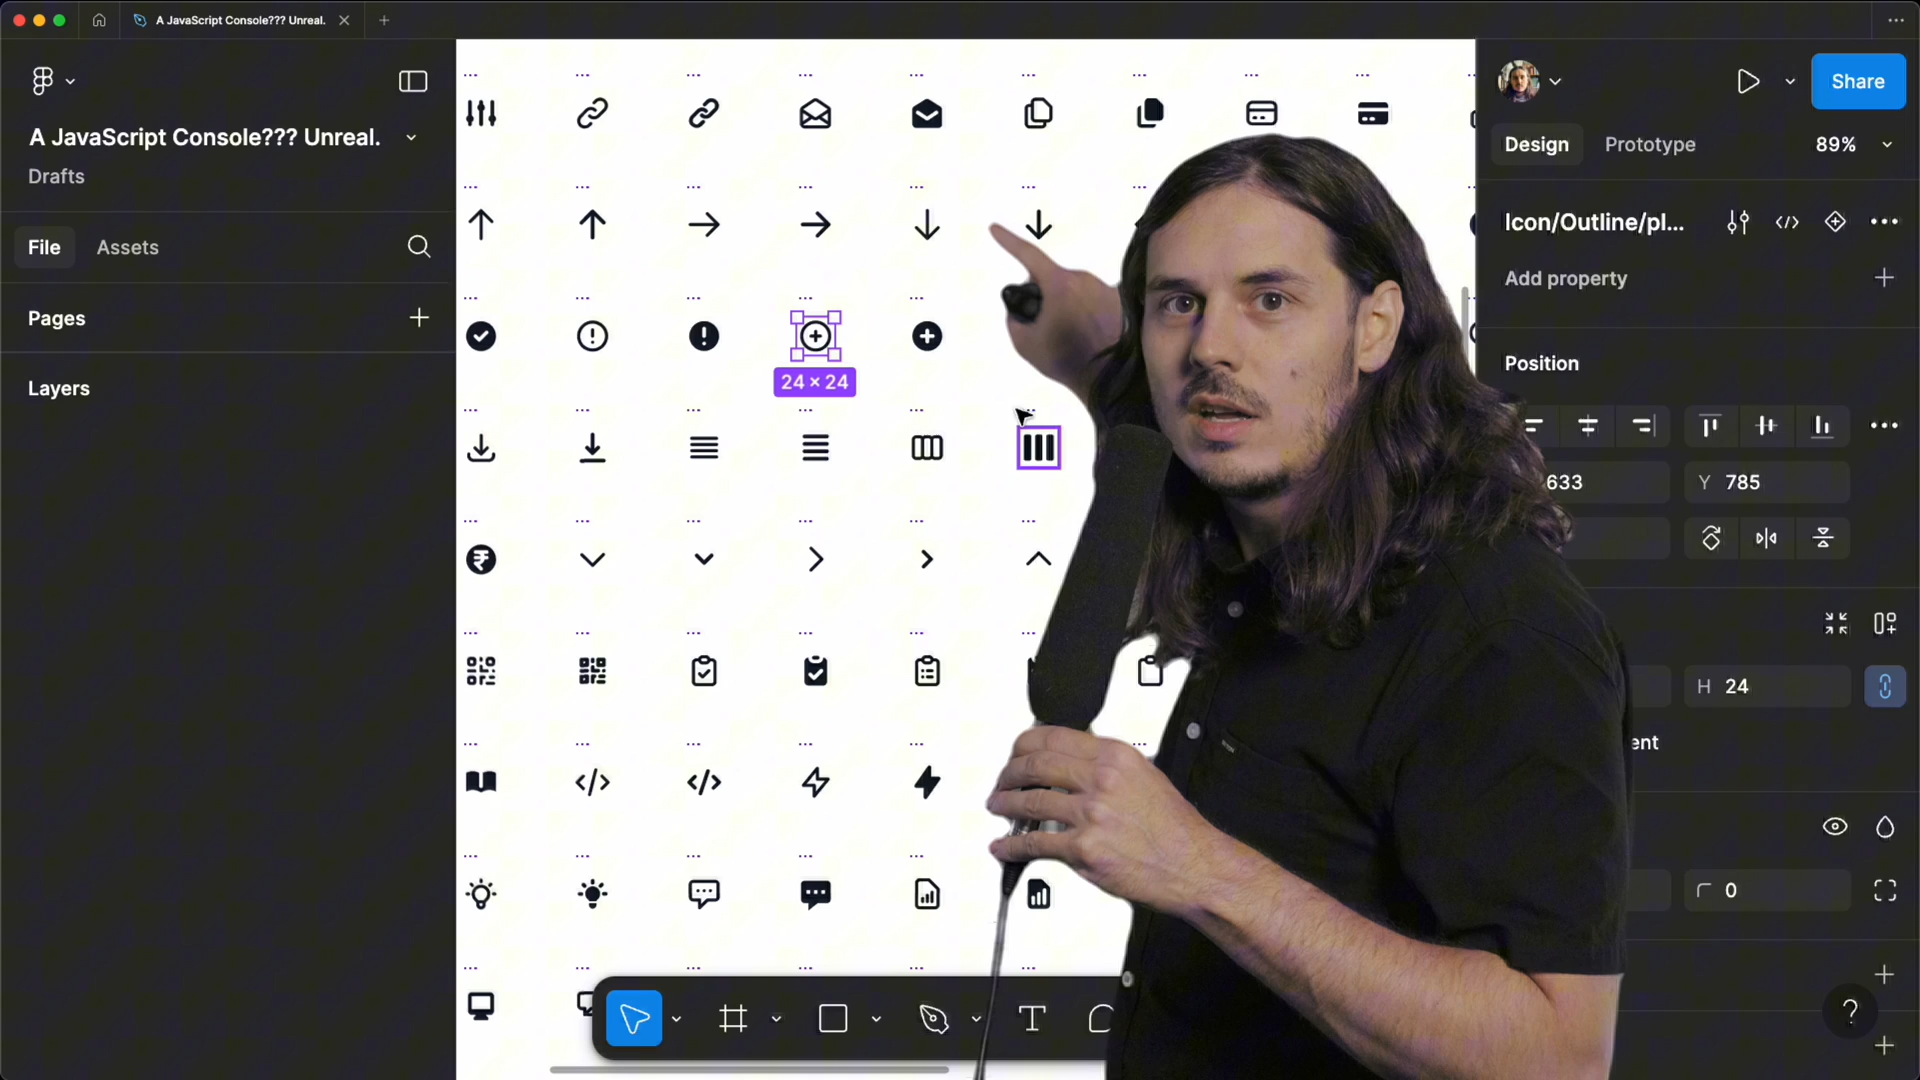 A JavaScript Console??? Unreal.
A JavaScript Console??? Unreal.
Drafts
File
Assets
Pages
Layers
24 × 24
Share
Design
Prototype
89%
Icon/Outline/pl...
Add property
Position
633
Y 785
H 24
ent
0
T
?